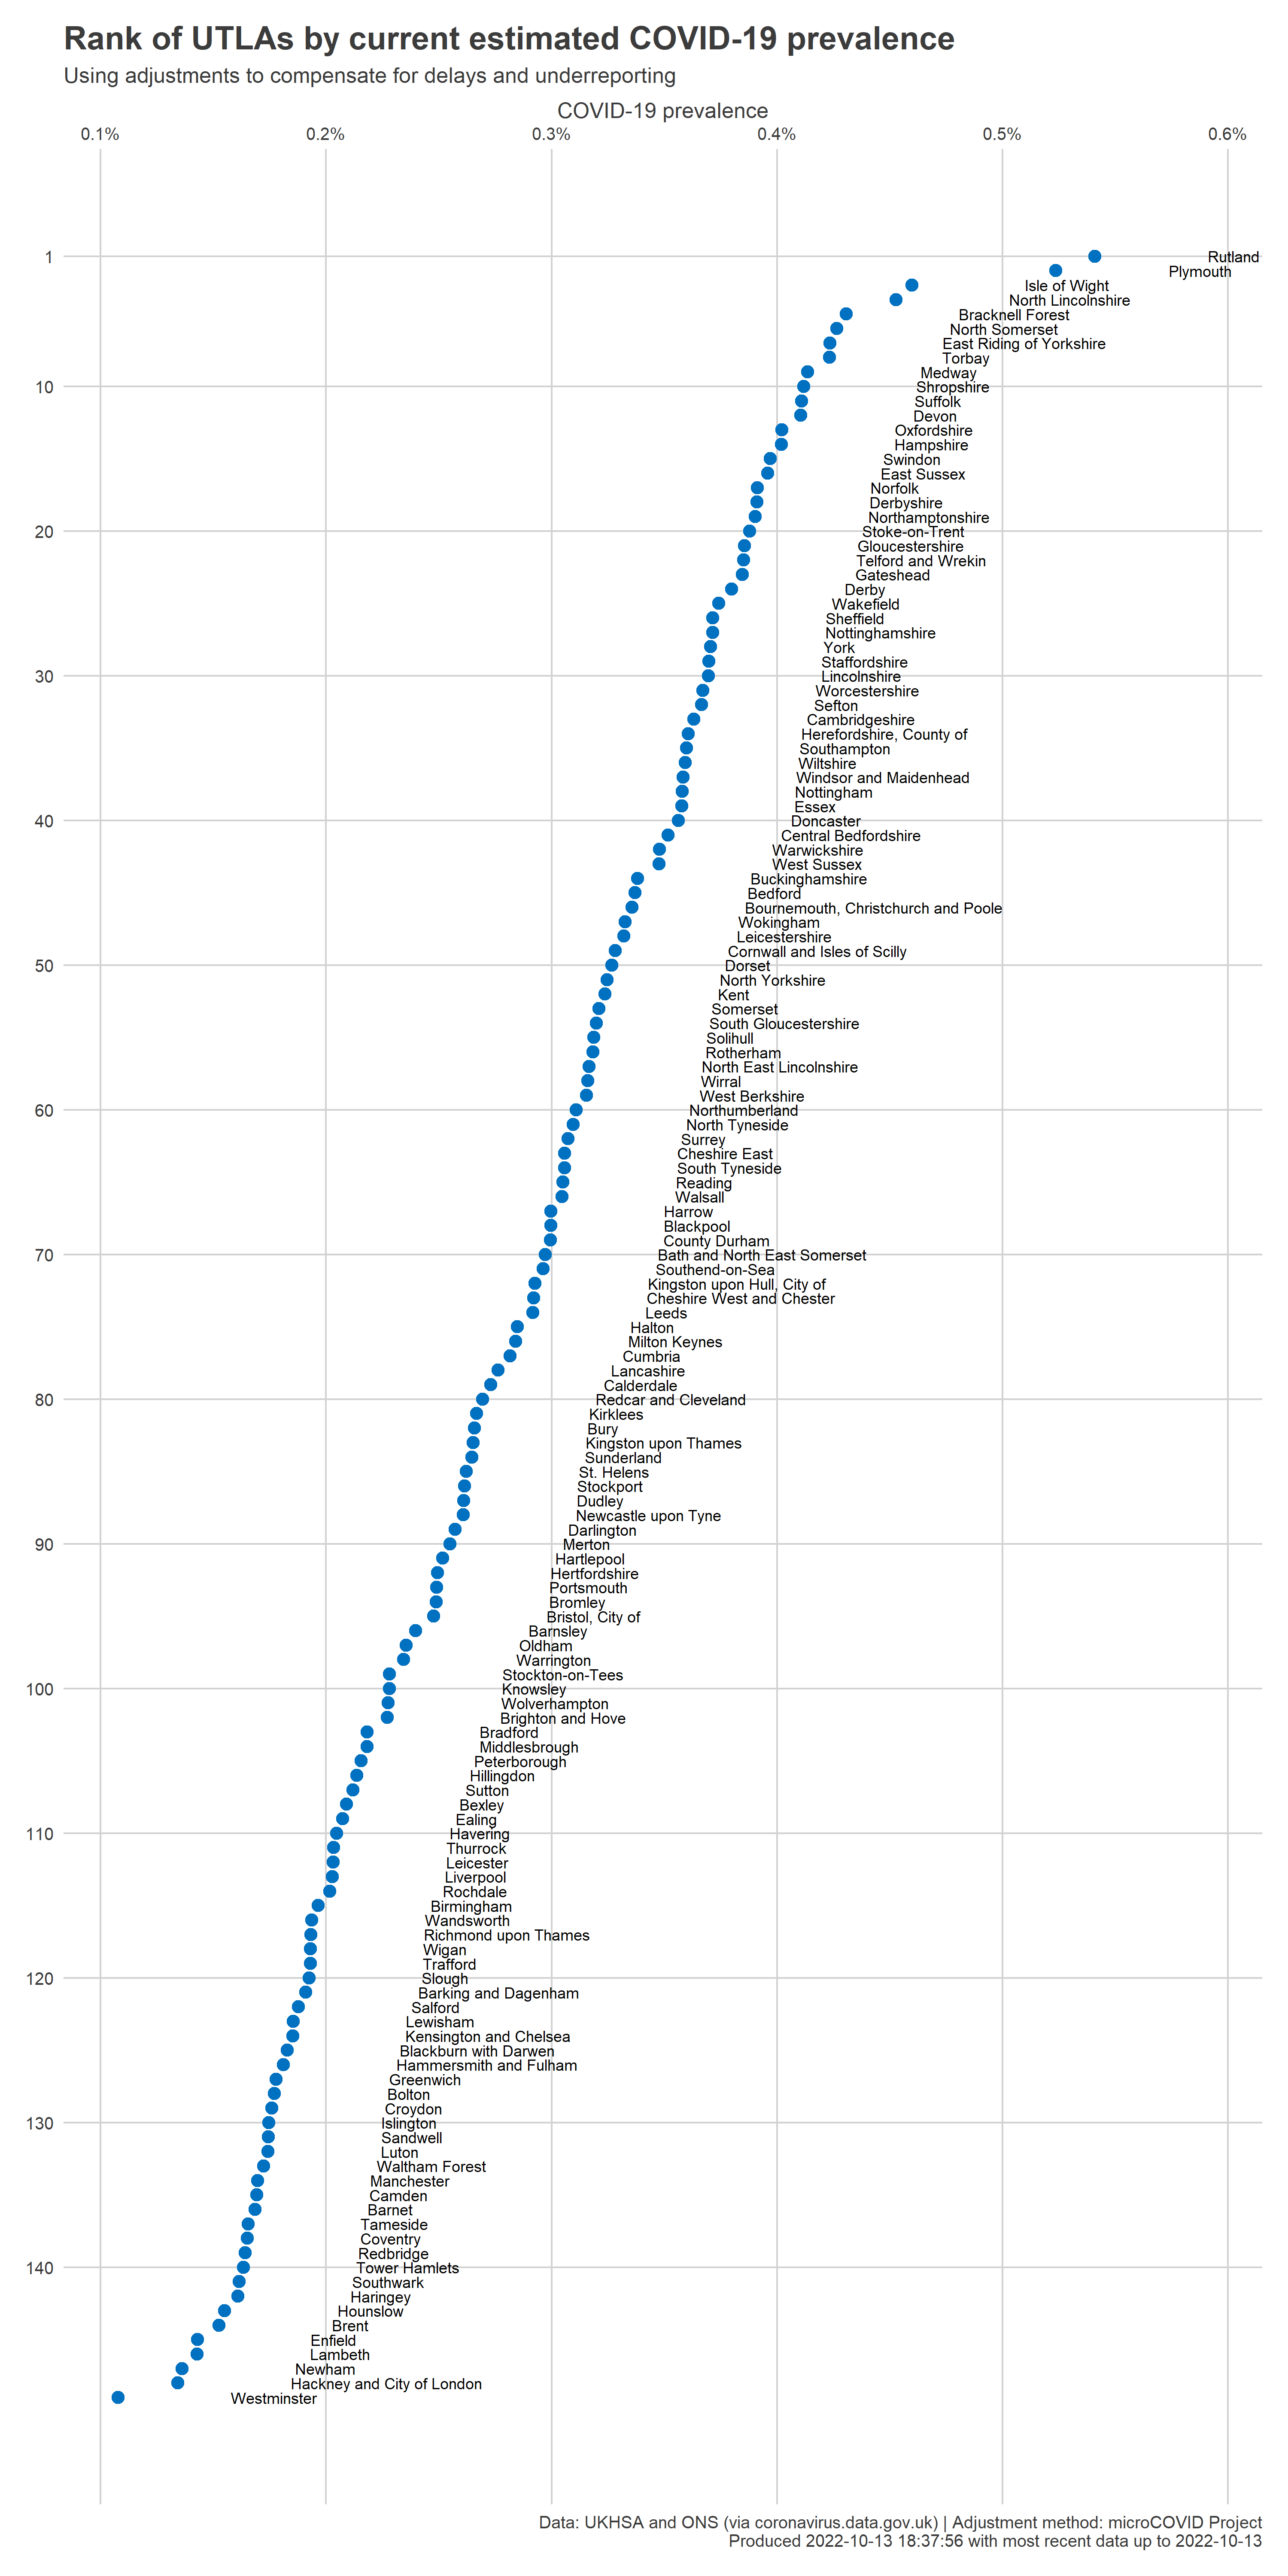 Rank of UTLAs by current estimated COVID-19 prevalence
Using adjustments to compensate for delays and underreporting
COVID-19 prevalence
0.1% 0.2% 0.3% 0.4% 0.5% 0.6%
1 Rutland
Plymouth
Isle of Wight
North Lincolnshire
Bracknell Forest
North Somerset
East Riding of Yorkshire
Torbay
Medway
10 Shropshire
Suffolk
Devon
Oxfordshire
Hampshire
Swindon
East Sussex
Norfolk
Derbyshire
Northamptonshire
20 Stoke-on-Trent
Gloucestershire
Telford and Wrekin
Gateshead
Derby
Wakefield
Sheffield
Nottinghamshire
York
Staffordshire
30 Lincolnshire
Worcestershire
Sefton
Cambridgeshire
Herefordshire, County of
Southampton
Wiltshire
Windsor and Maidenhead
Nottingham
Essex
40 Doncaster
Central Bedfordshire
Warwickshire
West Sussex
Buckinghamshire
Bedford
Bournemouth, Christchurch and Poole
Wokingham
Leicestershire
Cornwall and Isles of Scilly
50 Dorset
North Yorkshire
Kent
Somerset
South Gloucestershire
Solihull
Rotherham
North East Lincolnshire
Wirral
West Berkshire
60 Northumberland
North Tyneside
Surrey
Cheshire East
South Tyneside
Reading
Walsall
Harrow
Blackpool
County Durham
70 Bath and North East Somerset
Southend-on-Sea
Kingston upon Hull, City of
Cheshire West and Chester
Leeds
Halton
Milton Keynes
Cumbria
Lancashire
Calderdale
80 Redcar and Cleveland
Kirklees
Bury
Kingston upon Thames
Sunderland
St. Helens
Stockport
Dudley
Newcastle upon Tyne
Darlington
90 Merton
Hartlepool
Hertfordshire
Portsmouth
Bromley
Bristol, City of
Barnsley
Oldham
Warrington
Stockton-on-Tees
100 Knowsley
Wolverhampton
Brighton and Hove
Bradford
Middlesbrough
Peterborough
Hillingdon
Sutton
Bexley
Ealing
110 Havering
Thurrock
Leicester
Liverpool
Rochdale
Birmingham
Wandsworth
Richmond upon Thames
Wigan
Trafford
120 Slough
Barking and Dagenham
Salford
Lewisham
Kensington and Chelsea
Blackburn with Darwen
Hammersmith and Fulham
Greenwich
Bolton
Croydon
130 Islington
Sandwell
Luton
Waltham Forest
Manchester
Camden
Barnet
Tameside
Coventry
Redbridge
140 Tower Hamlets
Southwark
Haringey
Hounslow
Brent
Enfield
Lambeth
Newham
Hackney and City of London
Westminster
Data: UKHSA and ONS (via coronavirus.data.gov.uk) | Adjustment method: microCOVID Project
Produced 2022-10-13 18:37:56 with most recent data up to 2022-10-13